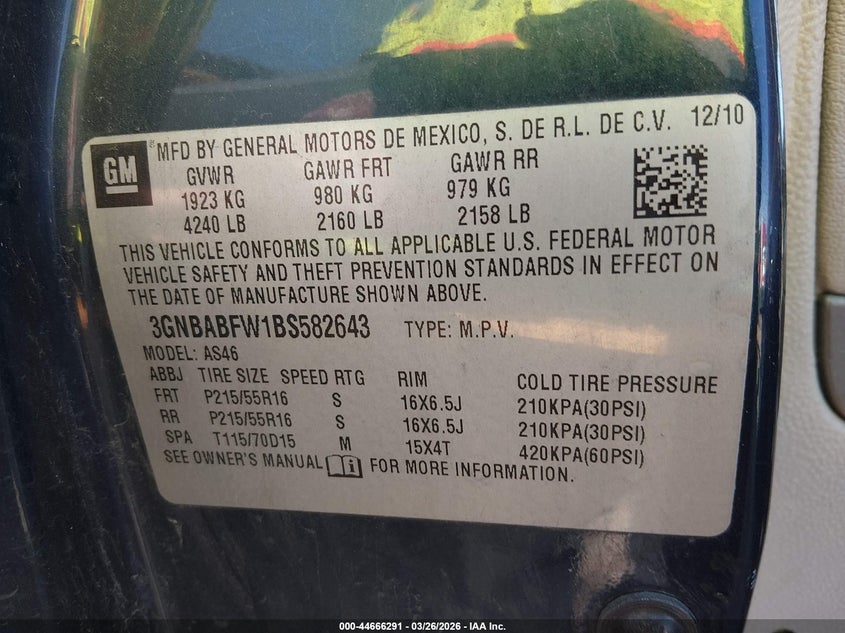 GM
® MFD BY GENERAL MOTORS DE MEXICO, S. DE R.L. DE C.V. 12/10
GVWR GAWR FRT GAWR RR
1923 KG 980 KG 979 KG
4240 LB 2160 LB 2158 LB
THIS VEHICLE CONFORMS TO ALL APPLICABLE U.S. FEDERAL MOTOR
VEHICLE SAFETY AND THEFT PREVENTION STANDARDS IN EFFECT ON
THE DATE OF MANUFACTURE SHOWN ABOVE.
3GNBABFW1BS582643 TYPE: M.P.V.
MODEL: AS46
ABBJ TIRE SIZE SPEED RTG RIM COLD TIRE PRESSURE
FRT P215/55R16 S 16X6.5J 210KPA(30PSI)
RR P215/55R16 S 16X6.5J 210KPA(30PSI)
SPA T115/70D15 M 15X4T 420KPA(60PSI)
SEE OWNER'S MANUAL i FOR MORE INFORMATION.
000-44666291 - 03/26/2026 - IAA Inc.